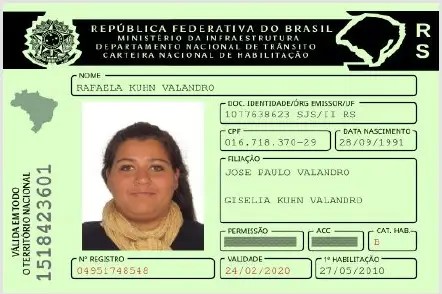 REPÚBLICA FEDERATIVA DO BRASIL
MINISTÉRIO DA INFRAESTRUTURA
DEPARTAMENTO NACIONAL DE TRÂNSITO
CARTEIRA NACIONAL DE HABILITAÇÃO
RS
NOME
RAFAELA KUHN VALANDRO
DOC. IDENTIDADE/ÓRG EMISSOR/UF
1077638623 SJS/II RS
CPF
016.718.370-29
DATA NASCIMENTO
28/09/1991
FILIAÇÃO
JOSE PAULO VALANDRO
GISELIA KUHN VALANDRO
PERMISSÃO
ACC
CAT. HAB.
B
Nº REGISTRO
04951748548
VALIDADE
24/02/2020
1ª HABILITAÇÃO
27/05/2010
VÁLIDA EM TODO
O TERRITÓRIO NACIONAL
1518423601